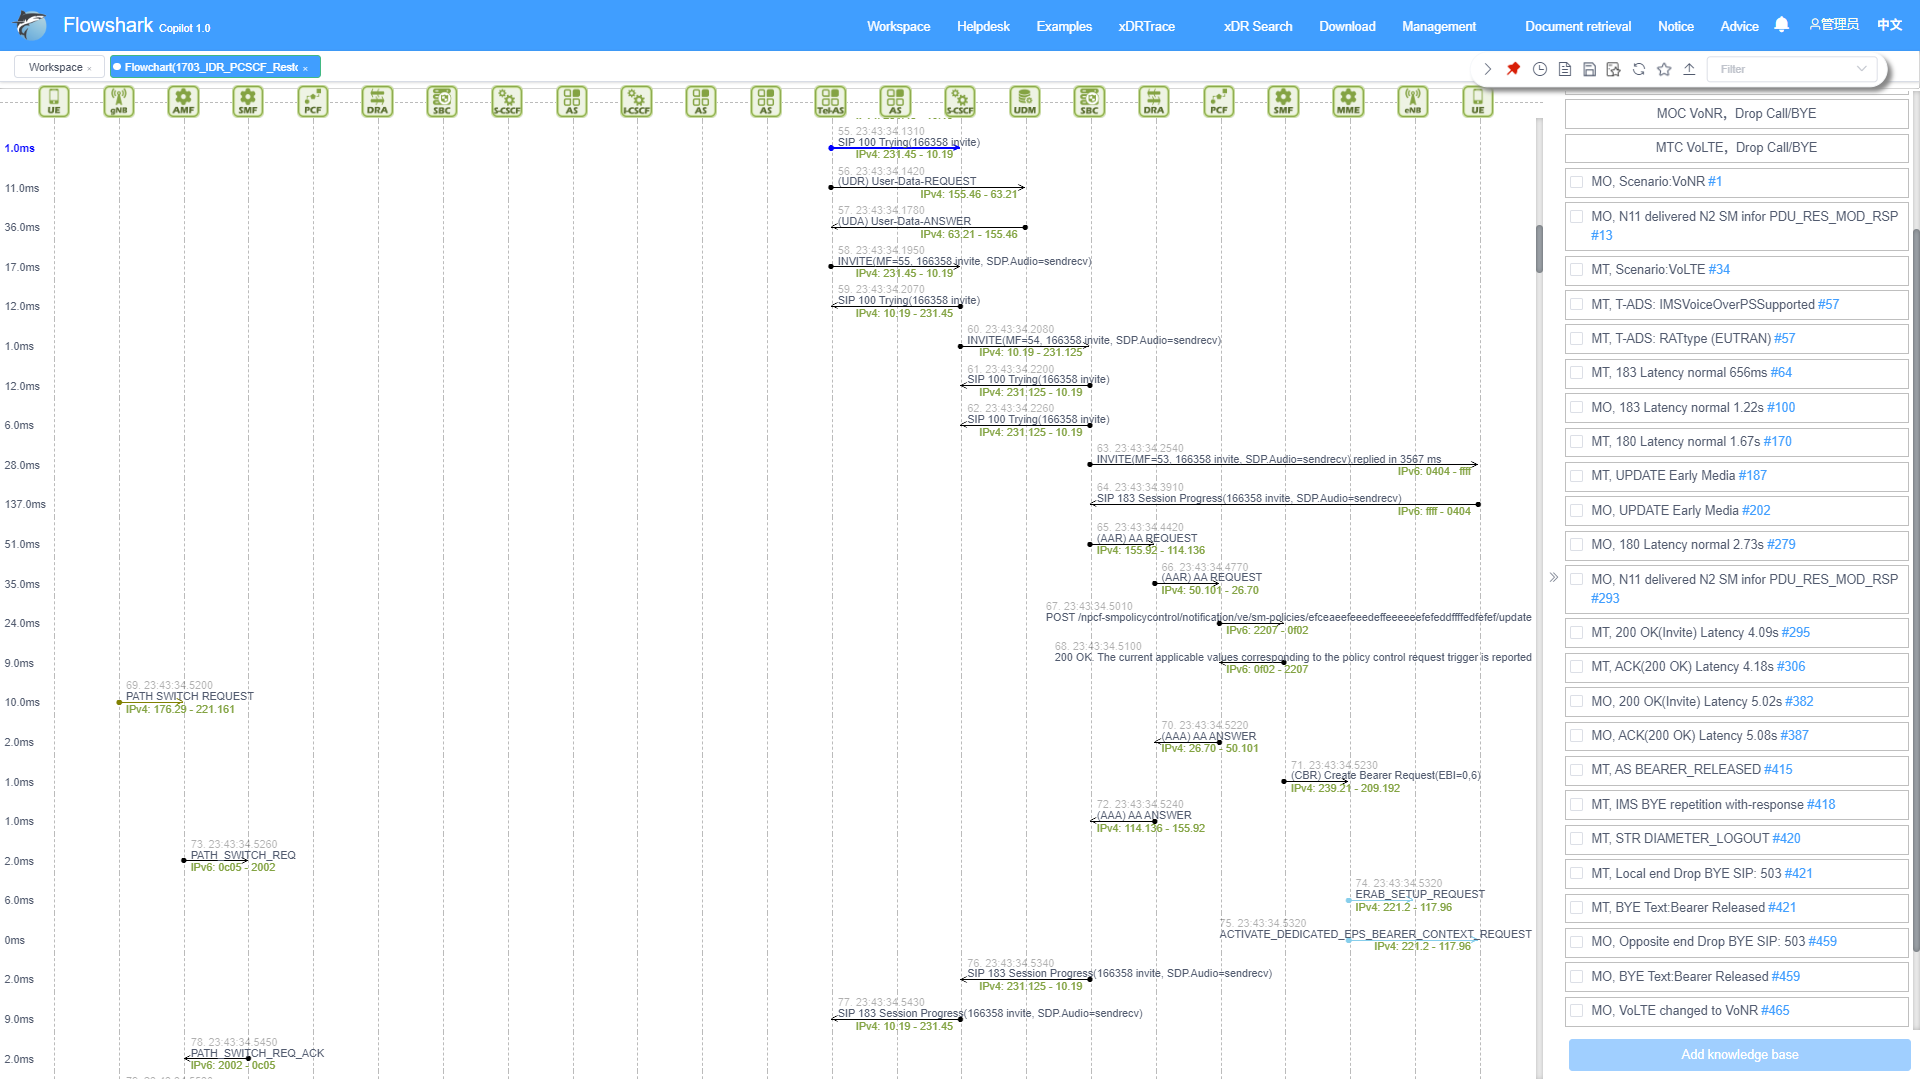 Flowshark Copilot 1.0
Workspace
Helpdesk
Examples
xDRTrace
xDR Search
Download
Management
Document retrieval
Notice
Advice
管理员
中文
Workspace ×
Flowchart(1703_IDR_PCSCF_Resto ×
Filter
UE
gNB
AMF
SMF
PCF
DRA
SBC
S-CSCF
AS
I-CSCF
AS
AS
Tel-AS
AS
S-CSCF
UDM
SBC
DRA
PCF
SMF
MME
eNB
UE
55. 23:43:34.1310
1.0ms
SIP 100 Trying(166358 invite)
IPv4: 231.45 - 10.19
56. 23:43:34.1420
11.0ms
(UDR) User-Data-REQUEST
IPv4: 155.46 - 63.21
57. 23:43:34.1780
36.0ms
(UDA) User-Data-ANSWER
IPv4: 63.21 - 155.46
58. 23:43:34.1950
17.0ms
INVITE(MF=55, 166358 invite, SDP.Audio=sendrecv)
IPv4: 231.45 - 10.19
59. 23:43:34.2070
12.0ms
SIP 100 Trying(166358 invite)
IPv4: 10.19 - 231.45
60. 23:43:34.2080
1.0ms
INVITE(MF=54, 166358 invite, SDP.Audio=sendrecv)
IPv4: 10.19 - 231.125
61. 23:43:34.2200
12.0ms
SIP 100 Trying(166358 invite)
IPv4: 231.125 - 10.19
62. 23:43:34.2260
6.0ms
SIP 100 Trying(166358 invite)
IPv4: 231.125 - 10.19
63. 23:43:34.2540
28.0ms
INVITE(MF=53, 166358 invite, SDP.Audio=sendrecv),replied in 3567 ms
IPv6: 0404 - ffff
64. 23:43:34.3910
137.0ms
SIP 183 Session Progress(166358 invite, SDP.Audio=sendrecv)
IPv6: ffff - 0404
65. 23:43:34.4420
51.0ms
(AAR) AA REQUEST
IPv4: 155.92 - 114.136
66. 23:43:34.4770
35.0ms
(AAR) AA REQUEST
IPv4: 50.101 - 26.70
67. 23:43:34.5010
24.0ms
POST /npcf-smpolicycontrol/notification/ve/sm-policies/efceaeefeeedeffeeeeeefefeddffffedfefef/update
IPv6: 2207 - 0f02
68. 23:43:34.5100
9.0ms
200 OK. The current applicable values corresponding to the policy control request trigger is reported
IPv6: 0f02 - 2207
69. 23:43:34.5200
10.0ms
PATH SWITCH REQUEST
IPv4: 176.29 - 221.161
70. 23:43:34.5220
2.0ms
(AAA) AA ANSWER
IPv4: 26.70 - 50.101
71. 23:43:34.5230
1.0ms
(CBR) Create Bearer Request(EBI=0,6)
IPv4: 239.21 - 209.192
72. 23:43:34.5240
1.0ms
(AAA) AA ANSWER
IPv4: 114.136 - 155.92
73. 23:43:34.5260
2.0ms
PATH_SWITCH_REQ
IPv6: 0c05 - 2002
74. 23:43:34.5320
6.0ms
ERAB_SETUP_REQUEST
IPv4: 221.2 - 117.96
75. 23:43:34.5320
0ms
ACTIVATE_DEDICATED_EPS_BEARER_CONTEXT_REQUEST
IPv4: 221.2 - 117.96
76. 23:43:34.5340
2.0ms
SIP 183 Session Progress(166358 invite, SDP.Audio=sendrecv)
IPv4: 231.125 - 10.19
77. 23:43:34.5430
9.0ms
SIP 183 Session Progress(166358 invite, SDP.Audio=sendrecv)
IPv4: 10.19 - 231.45
78. 23:43:34.5450
2.0ms
PATH_SWITCH_REQ_ACK
IPv6: 2002 - 0c05
MOC VoNR，Drop Call/BYE
MTC VoLTE，Drop Call/BYE
MO, Scenario:VoNR #1
MO, N11 delivered N2 SM infor PDU_RES_MOD_RSP
#13
MT, Scenario:VoLTE #34
MT, T-ADS: IMSVoiceOverPSSupported #57
MT, T-ADS: RATtype (EUTRAN) #57
MT, 183 Latency normal 656ms #64
MO, 183 Latency normal 1.22s #100
MT, 180 Latency normal 1.67s #170
MT, UPDATE Early Media #187
MO, UPDATE Early Media #202
MO, 180 Latency normal 2.73s #279
MO, N11 delivered N2 SM infor PDU_RES_MOD_RSP
#293
MT, 200 OK(Invite) Latency 4.09s #295
MT, ACK(200 OK) Latency 4.18s #306
MO, 200 OK(Invite) Latency 5.02s #382
MO, ACK(200 OK) Latency 5.08s #387
MT, AS BEARER_RELEASED #415
MT, IMS BYE repetition with-response #418
MT, STR DIAMETER_LOGOUT #420
MT, Local end Drop BYE SIP: 503 #421
MT, BYE Text:Bearer Released #421
MO, Opposite end Drop BYE SIP: 503 #459
MO, BYE Text:Bearer Released #459
MO, VoLTE changed to VoNR #465
Add knowledge base